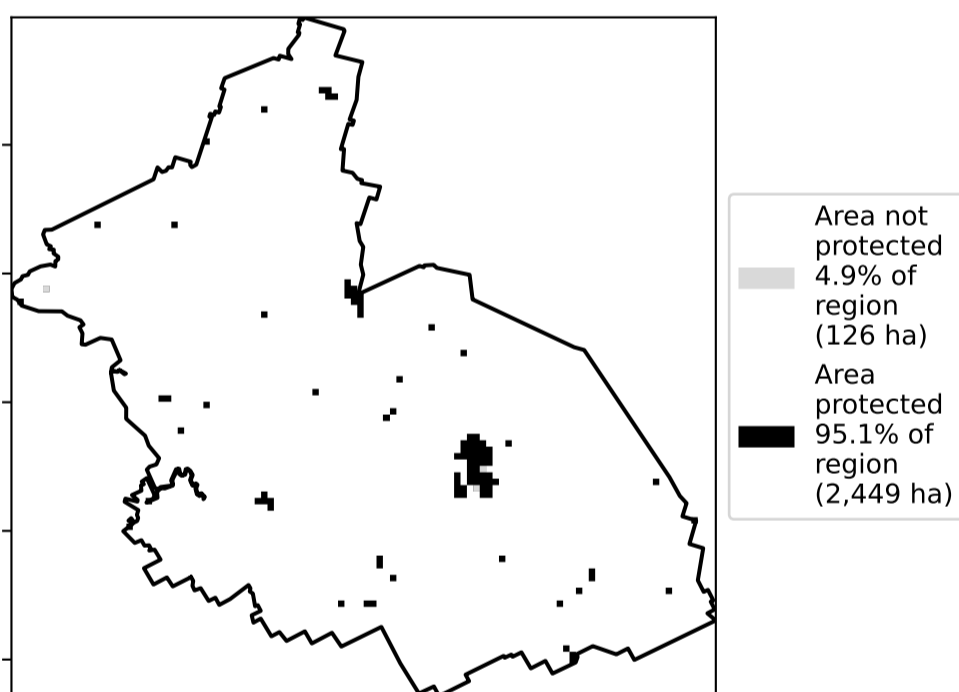 Area not
protected
4.9% of
region
(126 ha)
Area
protected
95.1% of
region
(2,449 ha)